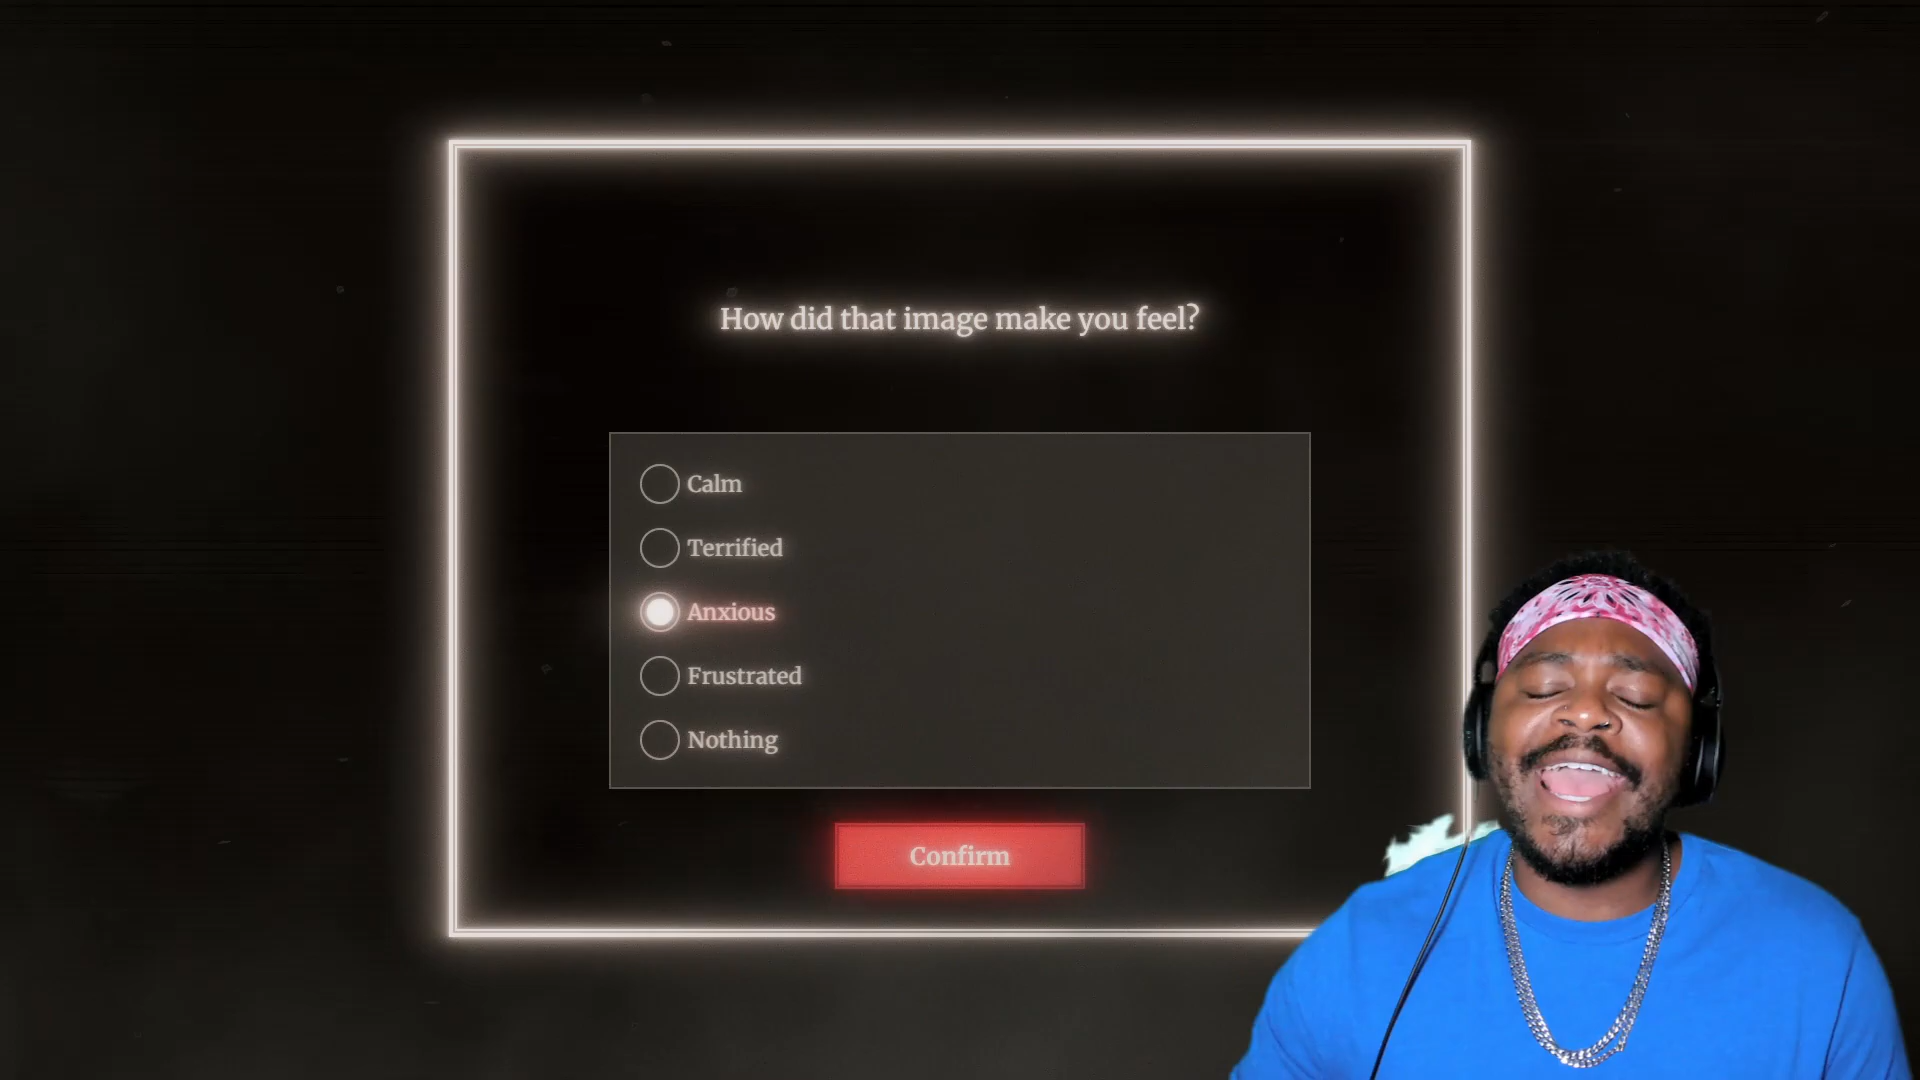 How did that image make you feel?
Calm
Terrified
Anxious
Frustrated
Nothing
Confirm